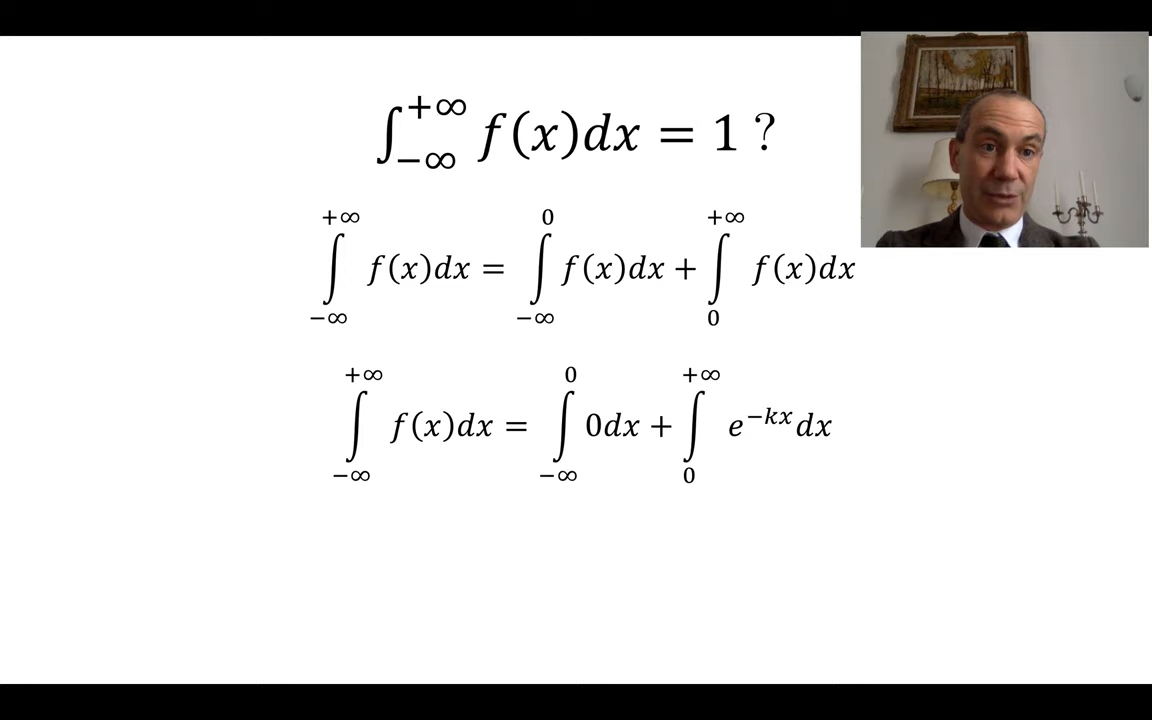 ∫_{−∞}^{+∞} f(x)dx = 1 ?
∫_{−∞}^{+∞} f(x)dx = ∫_{−∞}^{0} f(x)dx + ∫_{0}^{+∞} f(x)dx
∫_{−∞}^{+∞} f(x)dx = ∫_{−∞}^{0} 0dx + ∫_{0}^{+∞} e^{−kx}dx